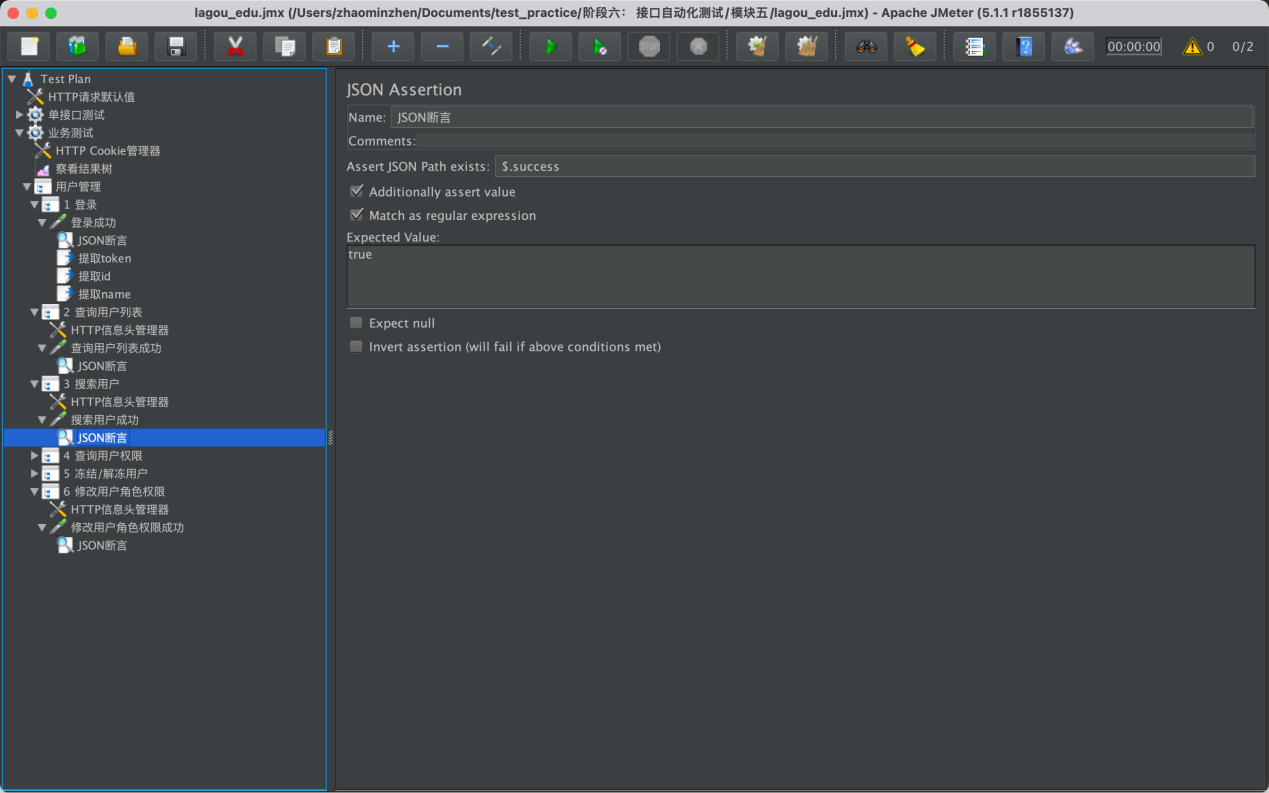 lagou_edu.jmx (/Users/zhaominzhen/Documents/test_practice/阶段六： 接口自动化测试/模块五/lagou_edu.jmx) - Apache JMeter (5.1.1 r1855137)
STOP
00:00:00
0
0/2
Test Plan
HTTP请求默认值
单接口测试
业务测试
HTTP Cookie管理器
察看结果树
用户管理
1 登录
登录成功
JSON断言
提取token
提取id
提取name
2 查询用户列表
HTTP信息头管理器
查询用户列表成功
JSON断言
3 搜索用户
HTTP信息头管理器
搜索用户成功
JSON断言
4 查询用户权限
5 冻结/解冻用户
6 修改用户角色权限
HTTP信息头管理器
修改用户角色权限成功
JSON断言
JSON Assertion
Name: JSON断言
Comments:
Assert JSON Path exists: $.success
Additionally assert value
Match as regular expression
Expected Value:
true
Expect null
Invert assertion (will fail if above conditions met)